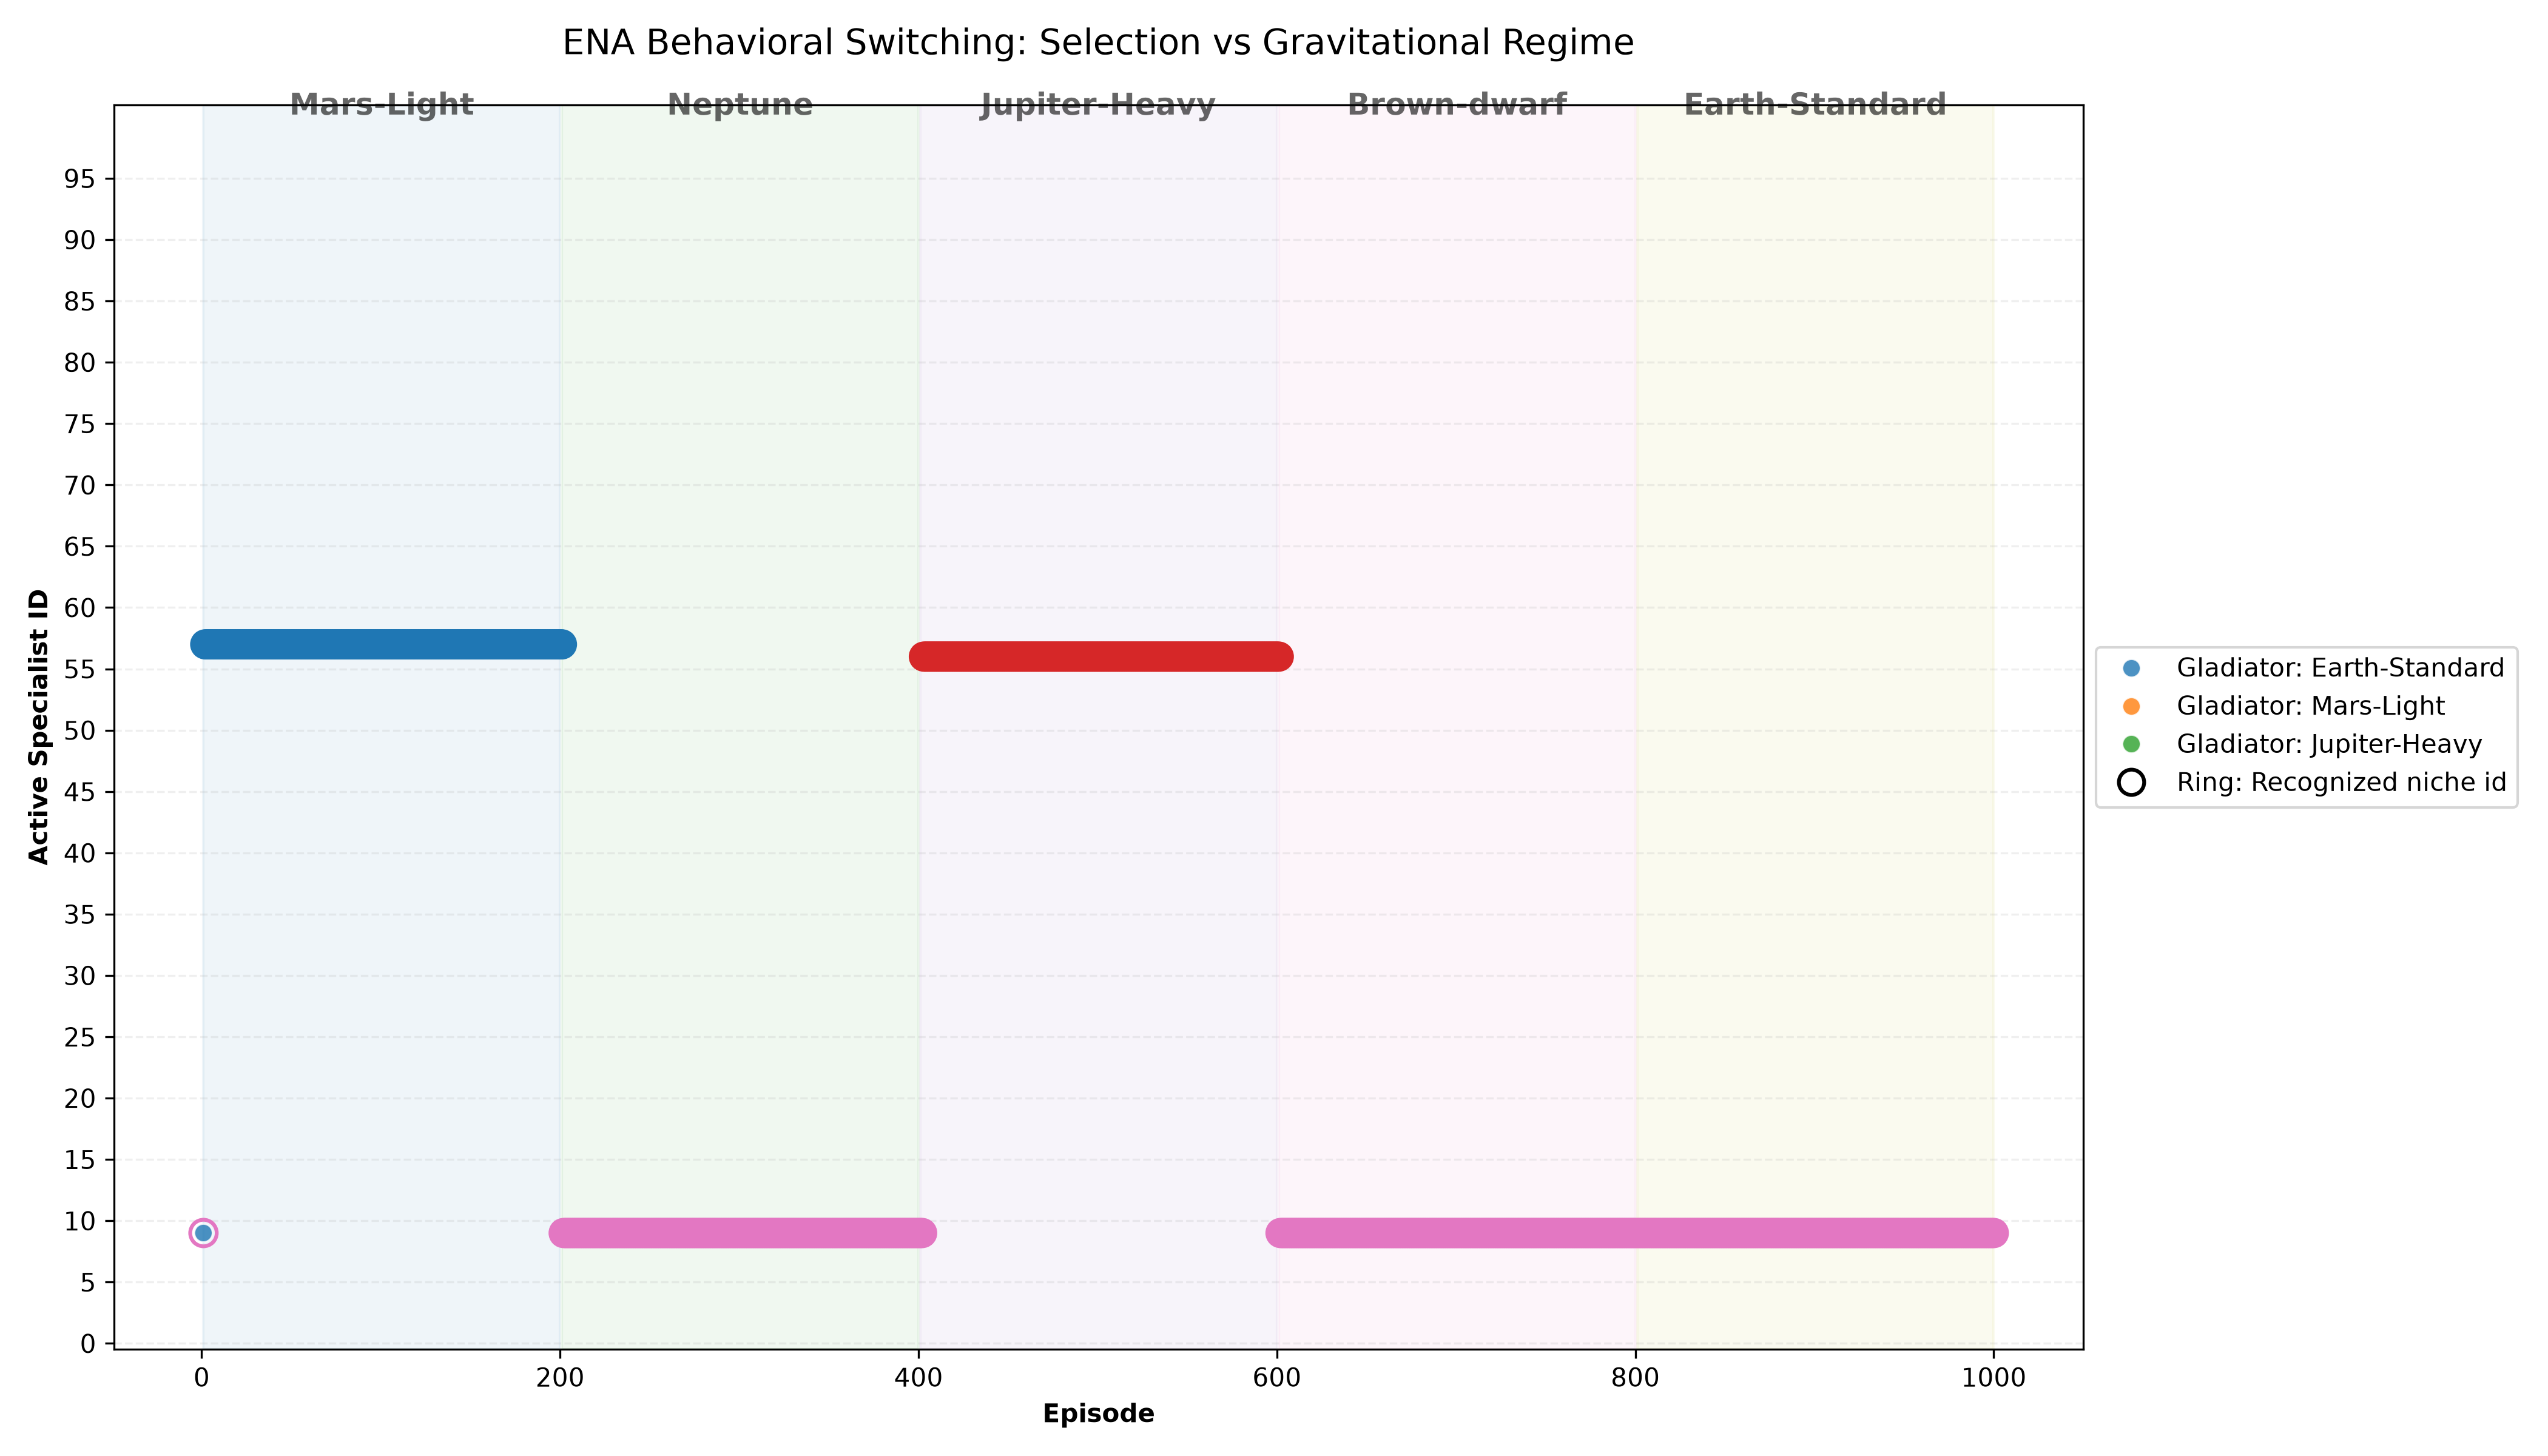 ENA Behavioral Switching: Selection vs Gravitational Regime
Mars-Light Neptune Jupiter-Heavy Brown-dwarf Earth-Standard
95
90
85
80
75
70
65
60
55
50
45
40
35
30
25
20
15
10
5
0
Active Specialist ID
0 200 400 600 800 1000
Episode
Gladiator: Earth-Standard
Gladiator: Mars-Light
Gladiator: Jupiter-Heavy
Ring: Recognized niche id